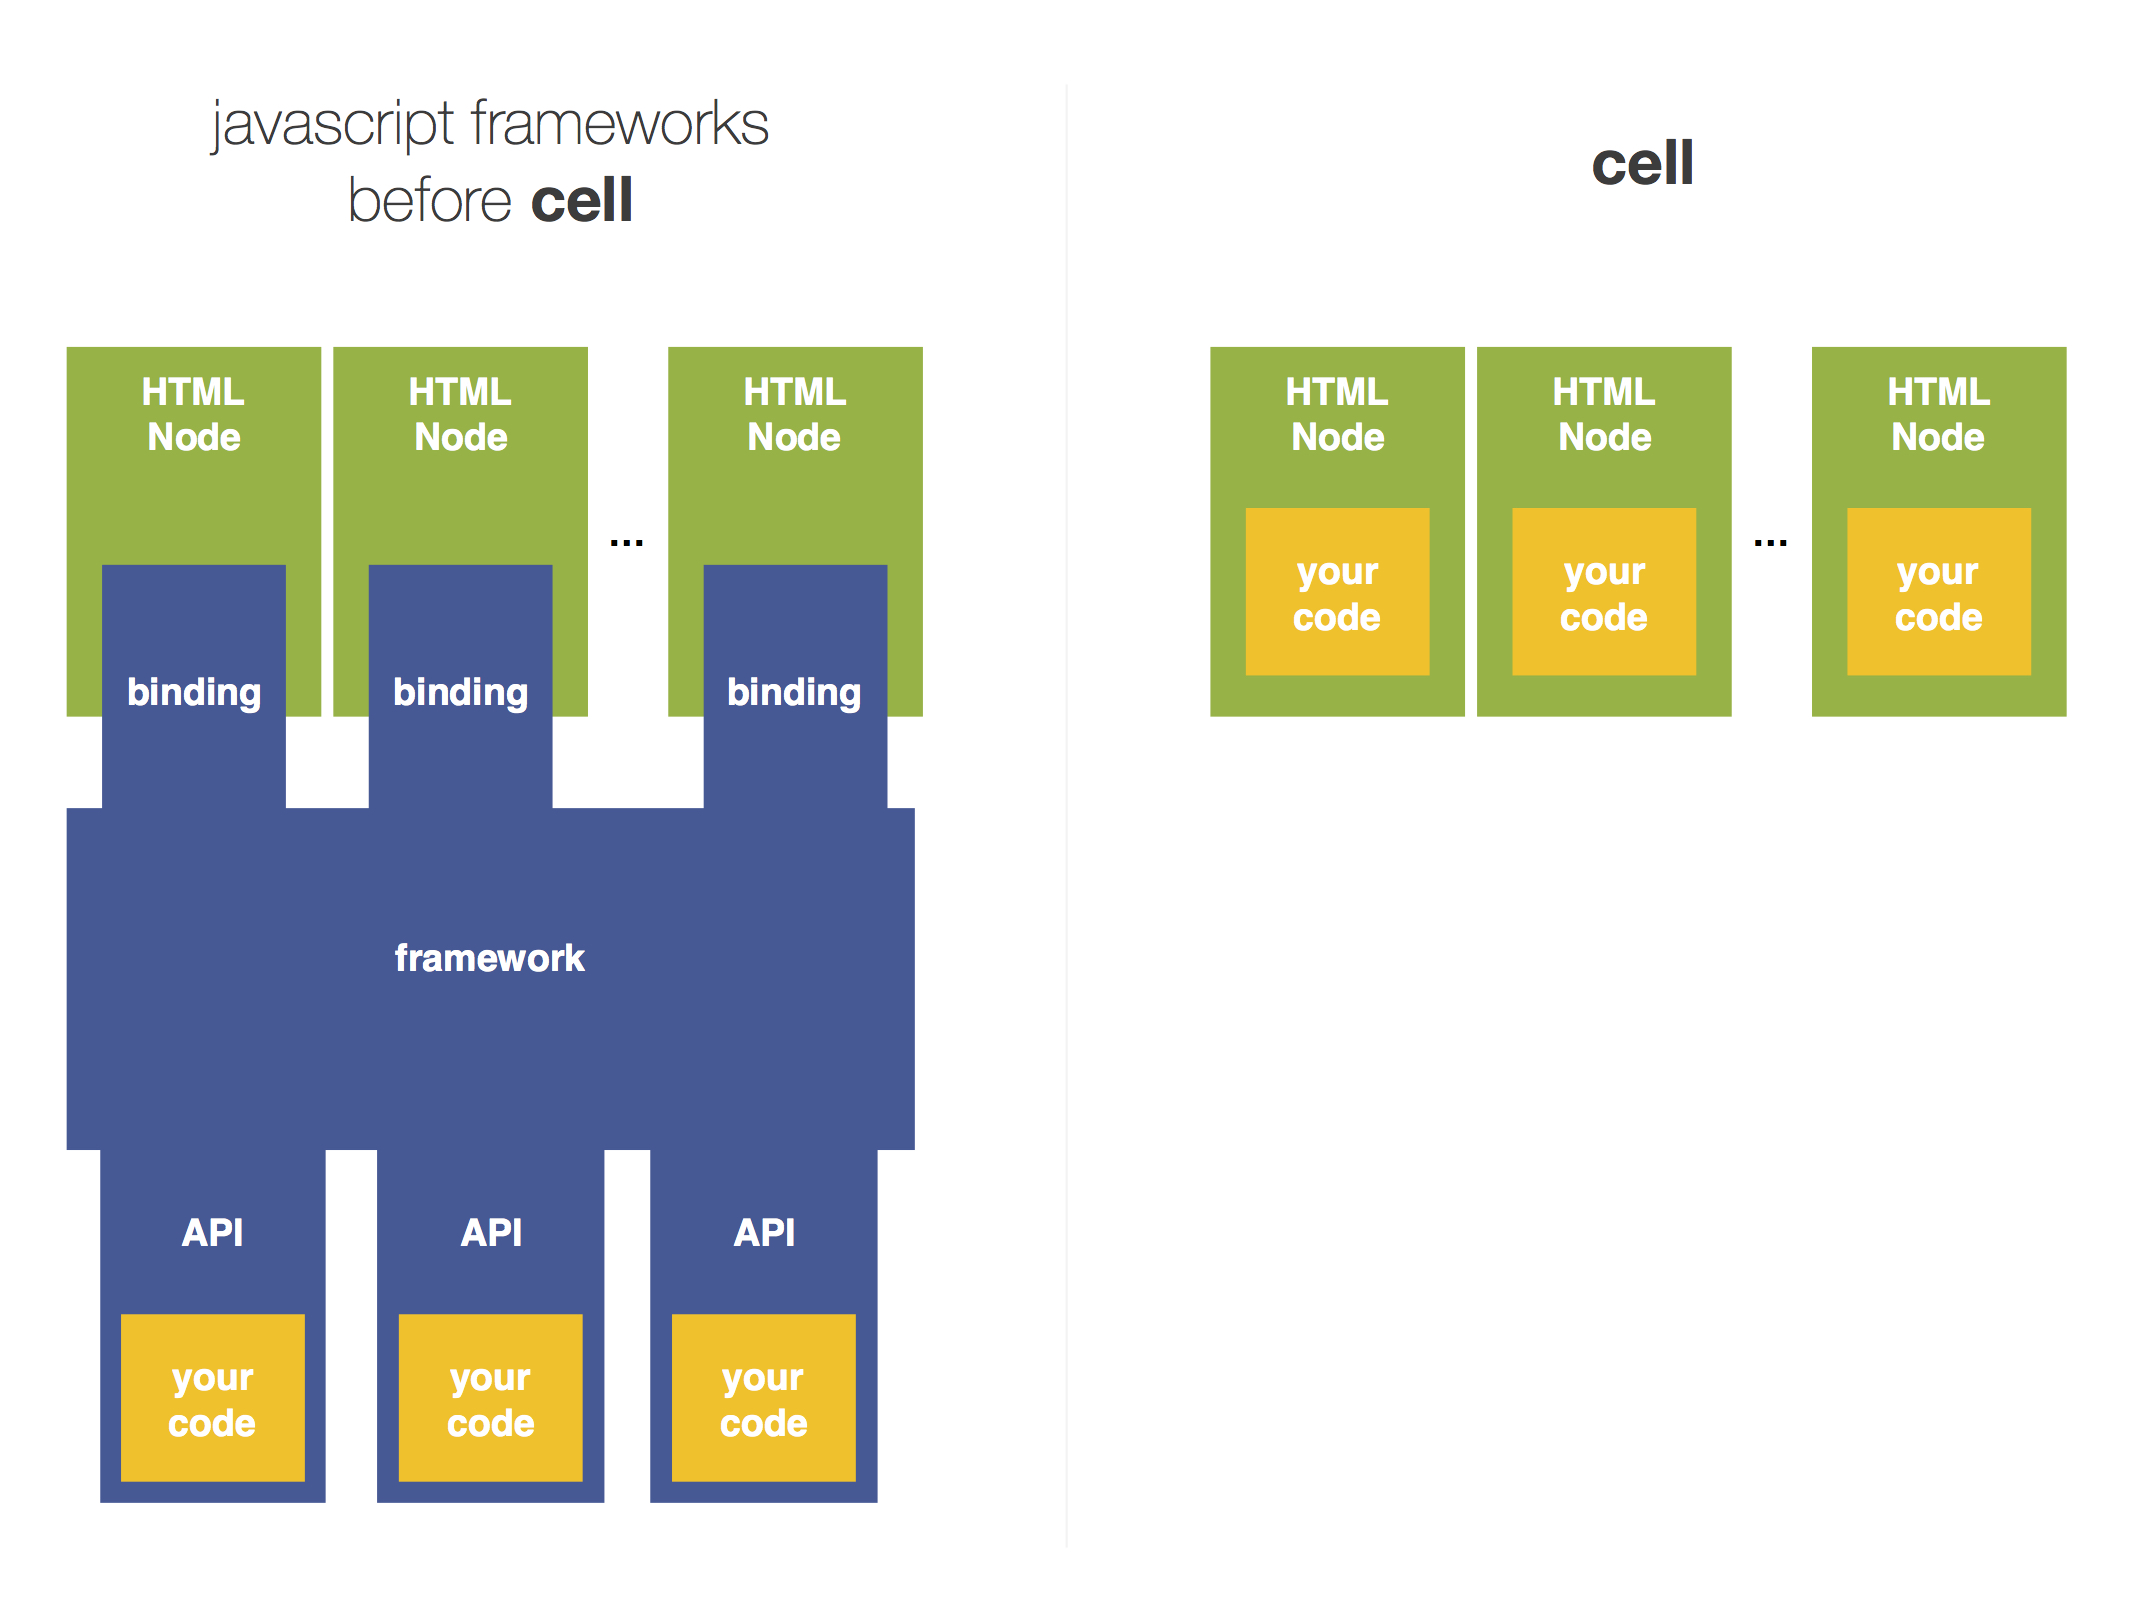 javascript frameworks
before cell
HTML
Node
HTML
Node
...
HTML
Node
binding
binding
binding
framework
API
API
API
your
code
your
code
your
code
cell
HTML
Node
HTML
Node
...
HTML
Node
your
code
your
code
your
code